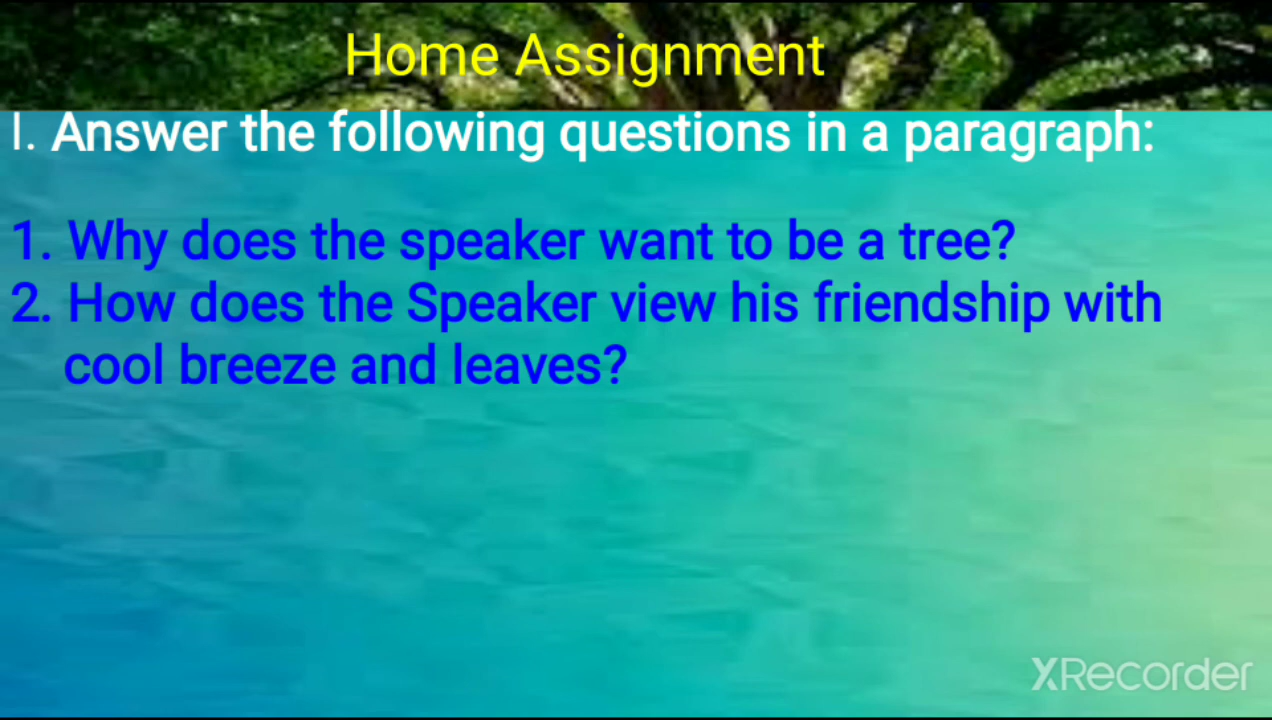 Home Assignment
I. Answer the following questions in a paragraph:
1. Why does the speaker want to be a tree?
2. How does the Speaker view his friendship with
cool breeze and leaves?
XRecorder